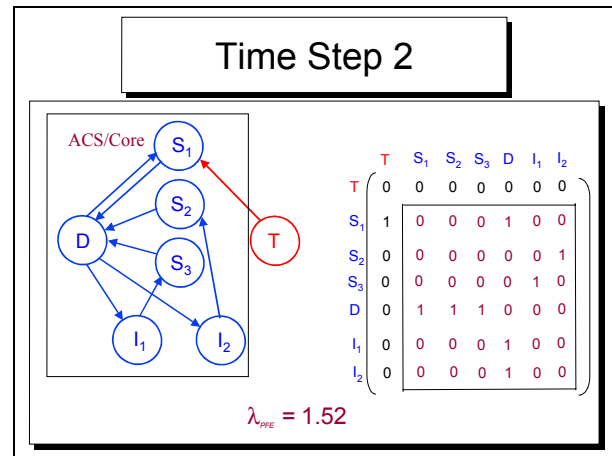 Time Step 2
ACS/Core
S1
S2
D
T
S3
I1
I2
T S1 S2 S3 D I1 I2
T 0 0 0 0 0 0 0
S1 1 0 0 0 1 0 0
S2 0 0 0 0 0 0 1
S3 0 0 0 0 0 1 0
D 0 1 1 1 0 0 0
I1 0 0 0 0 1 0 0
I2 0 0 0 0 1 0 0
λPFE = 1.52